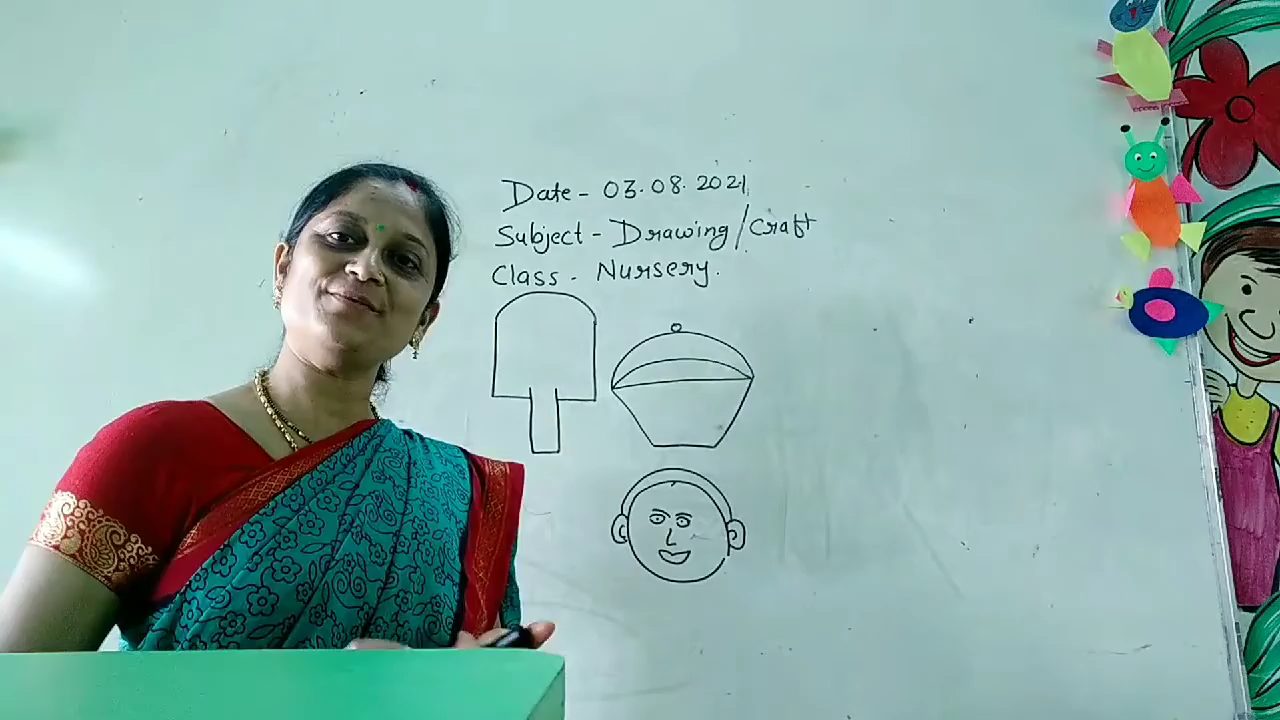 Date - 03.08.2021
Subject - Drawing/Craft
Class - Nursery.